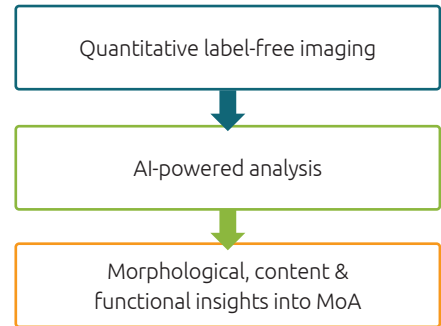 Quantitative label-free imaging
AI-powered analysis
Morphological, content &
functional insights into MoA